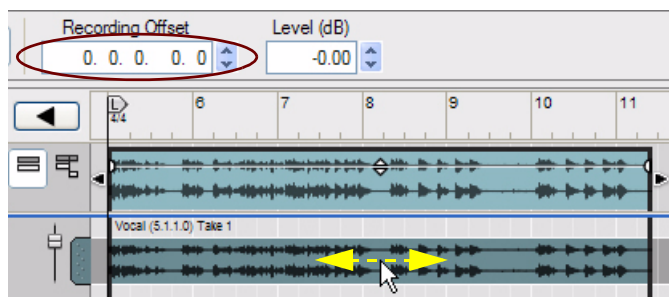 Recording Offset Level (dB)
0. 0. 0. 0. 0 -0.00
L 6 7 8 9 10 11
4/4
Vocal (5.1.1.0) Take 1